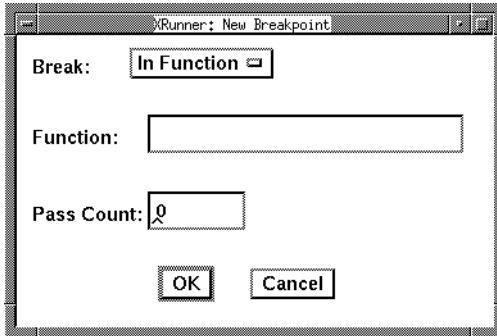 XRunner: New Breakpoint
Break: In Function
Function:
Pass Count: 0
OK Cancel